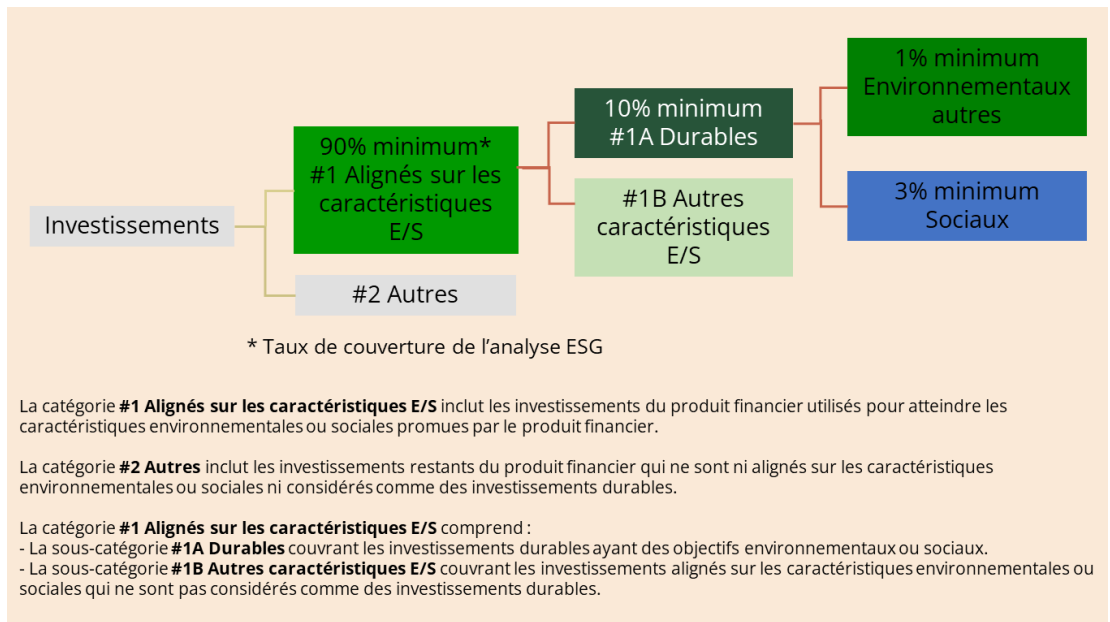 Investissements
90% minimum*
#1 Alignés sur les
caractéristiques
E/S
#2 Autres
10% minimum
#1A Durables
#1B Autres
caractéristiques
E/S
1% minimum
Environnementaux
autres
3% minimum
Sociaux
* Taux de couverture de l’analyse ESG
La catégorie #1 Alignés sur les caractéristiques E/S inclut les investissements du produit financier utilisés pour atteindre les
caractéristiques environnementales ou sociales promues par le produit financier.
La catégorie #2 Autres inclut les investissements restants du produit financier qui ne sont ni alignés sur les caractéristiques
environnementales ou sociales ni considérés comme des investissements durables.
La catégorie #1 Alignés sur les caractéristiques E/S comprend :
- La sous-catégorie #1A Durables couvrant les investissements durables ayant des objectifs environnementaux ou sociaux.
- La sous-catégorie #1B Autres caractéristiques E/S couvrant les investissements alignés sur les caractéristiques environnementales ou
sociales qui ne sont pas considérés comme des investissements durables.